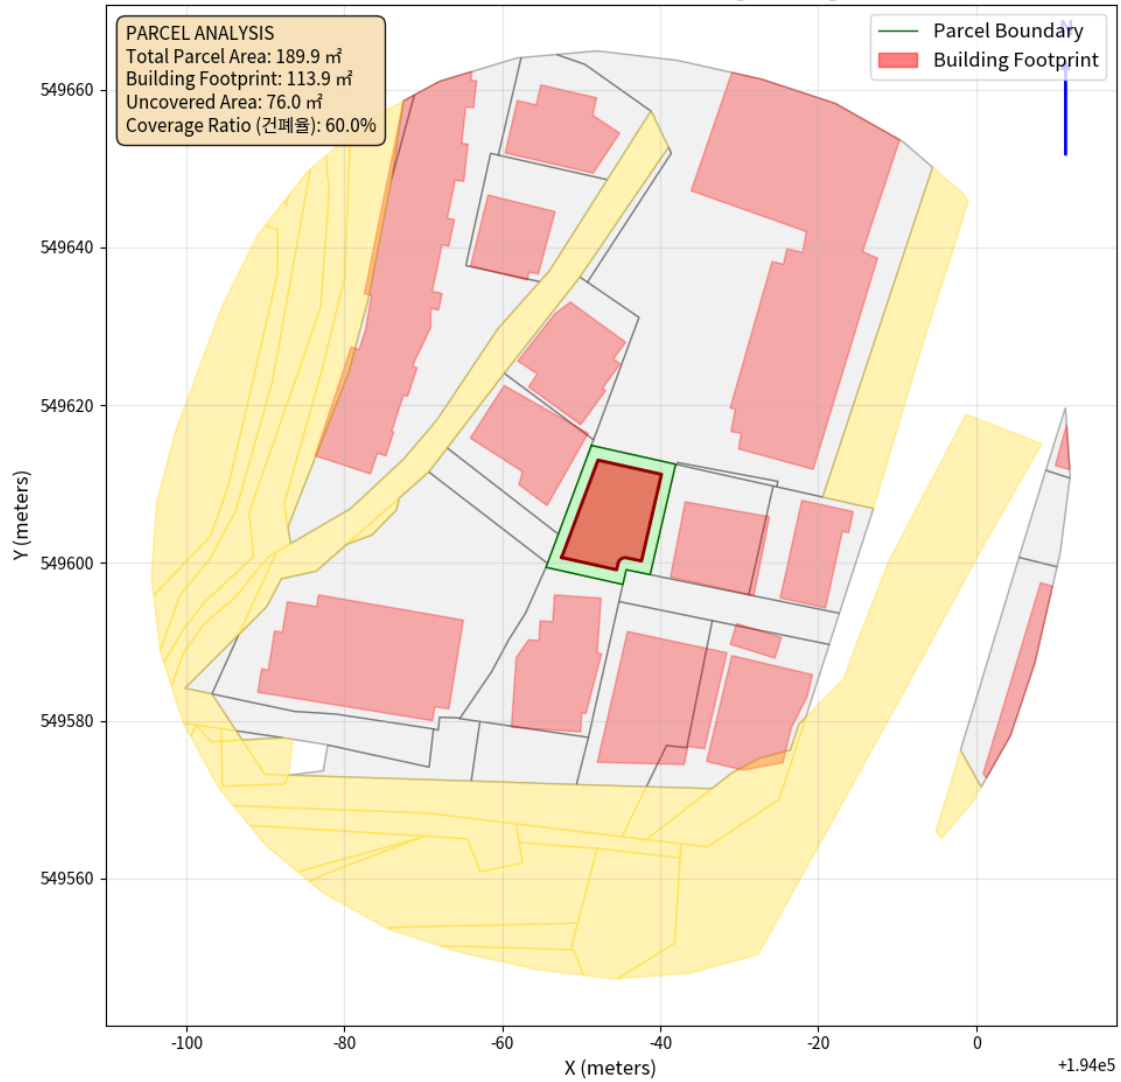 PARCEL ANALYSIS
Total Parcel Area: 189.9 ㎡
Building Footprint: 113.9 ㎡
Uncovered Area: 76.0 ㎡
Coverage Ratio (건폐율): 60.0%
Parcel Boundary
Building Footprint
N
549660
549640
549620
549600
549580
549560
Y (meters)
-100
-80
-60
-40
-20
0
X (meters)
+1.94e5